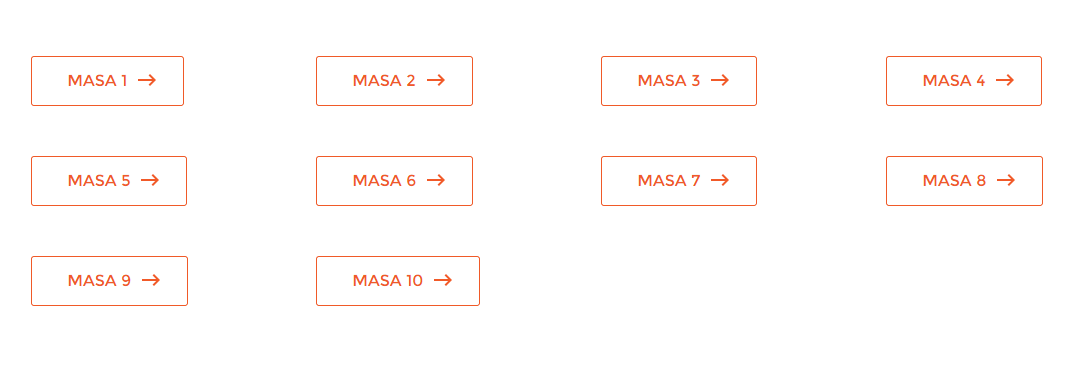 MASA 1 → MASA 2 → MASA 3 → MASA 4 →
MASA 5 → MASA 6 → MASA 7 → MASA 8 →
MASA 9 → MASA 10 →